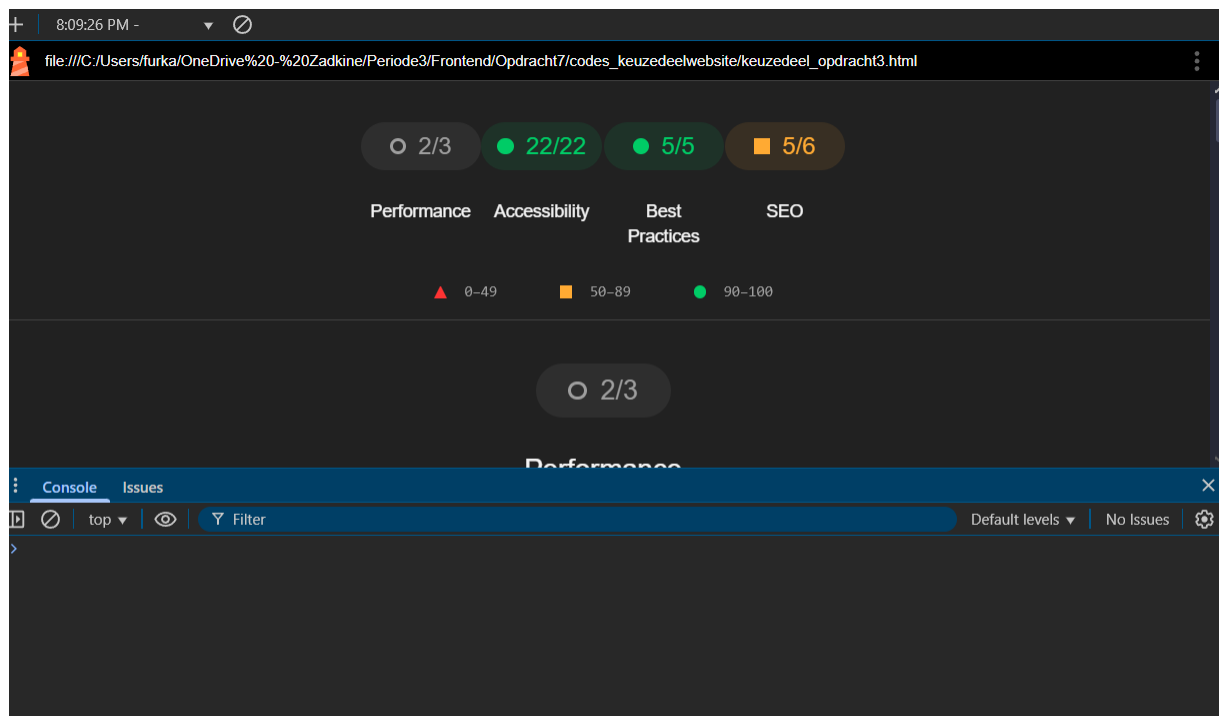 8:09:26 PM -
file:///C:/Users/furka/OneDrive%20-%20Zadkine/Periode3/Frontend/Opdracht7/codes_keuzedeelwebsite/keuzedeel_opdracht3.html
2/3 22/22 5/5 5/6
Performance Accessibility Best Practices SEO
0–49 50–89 90–100
2/3
Performance
Console Issues
top Filter Default levels No Issues